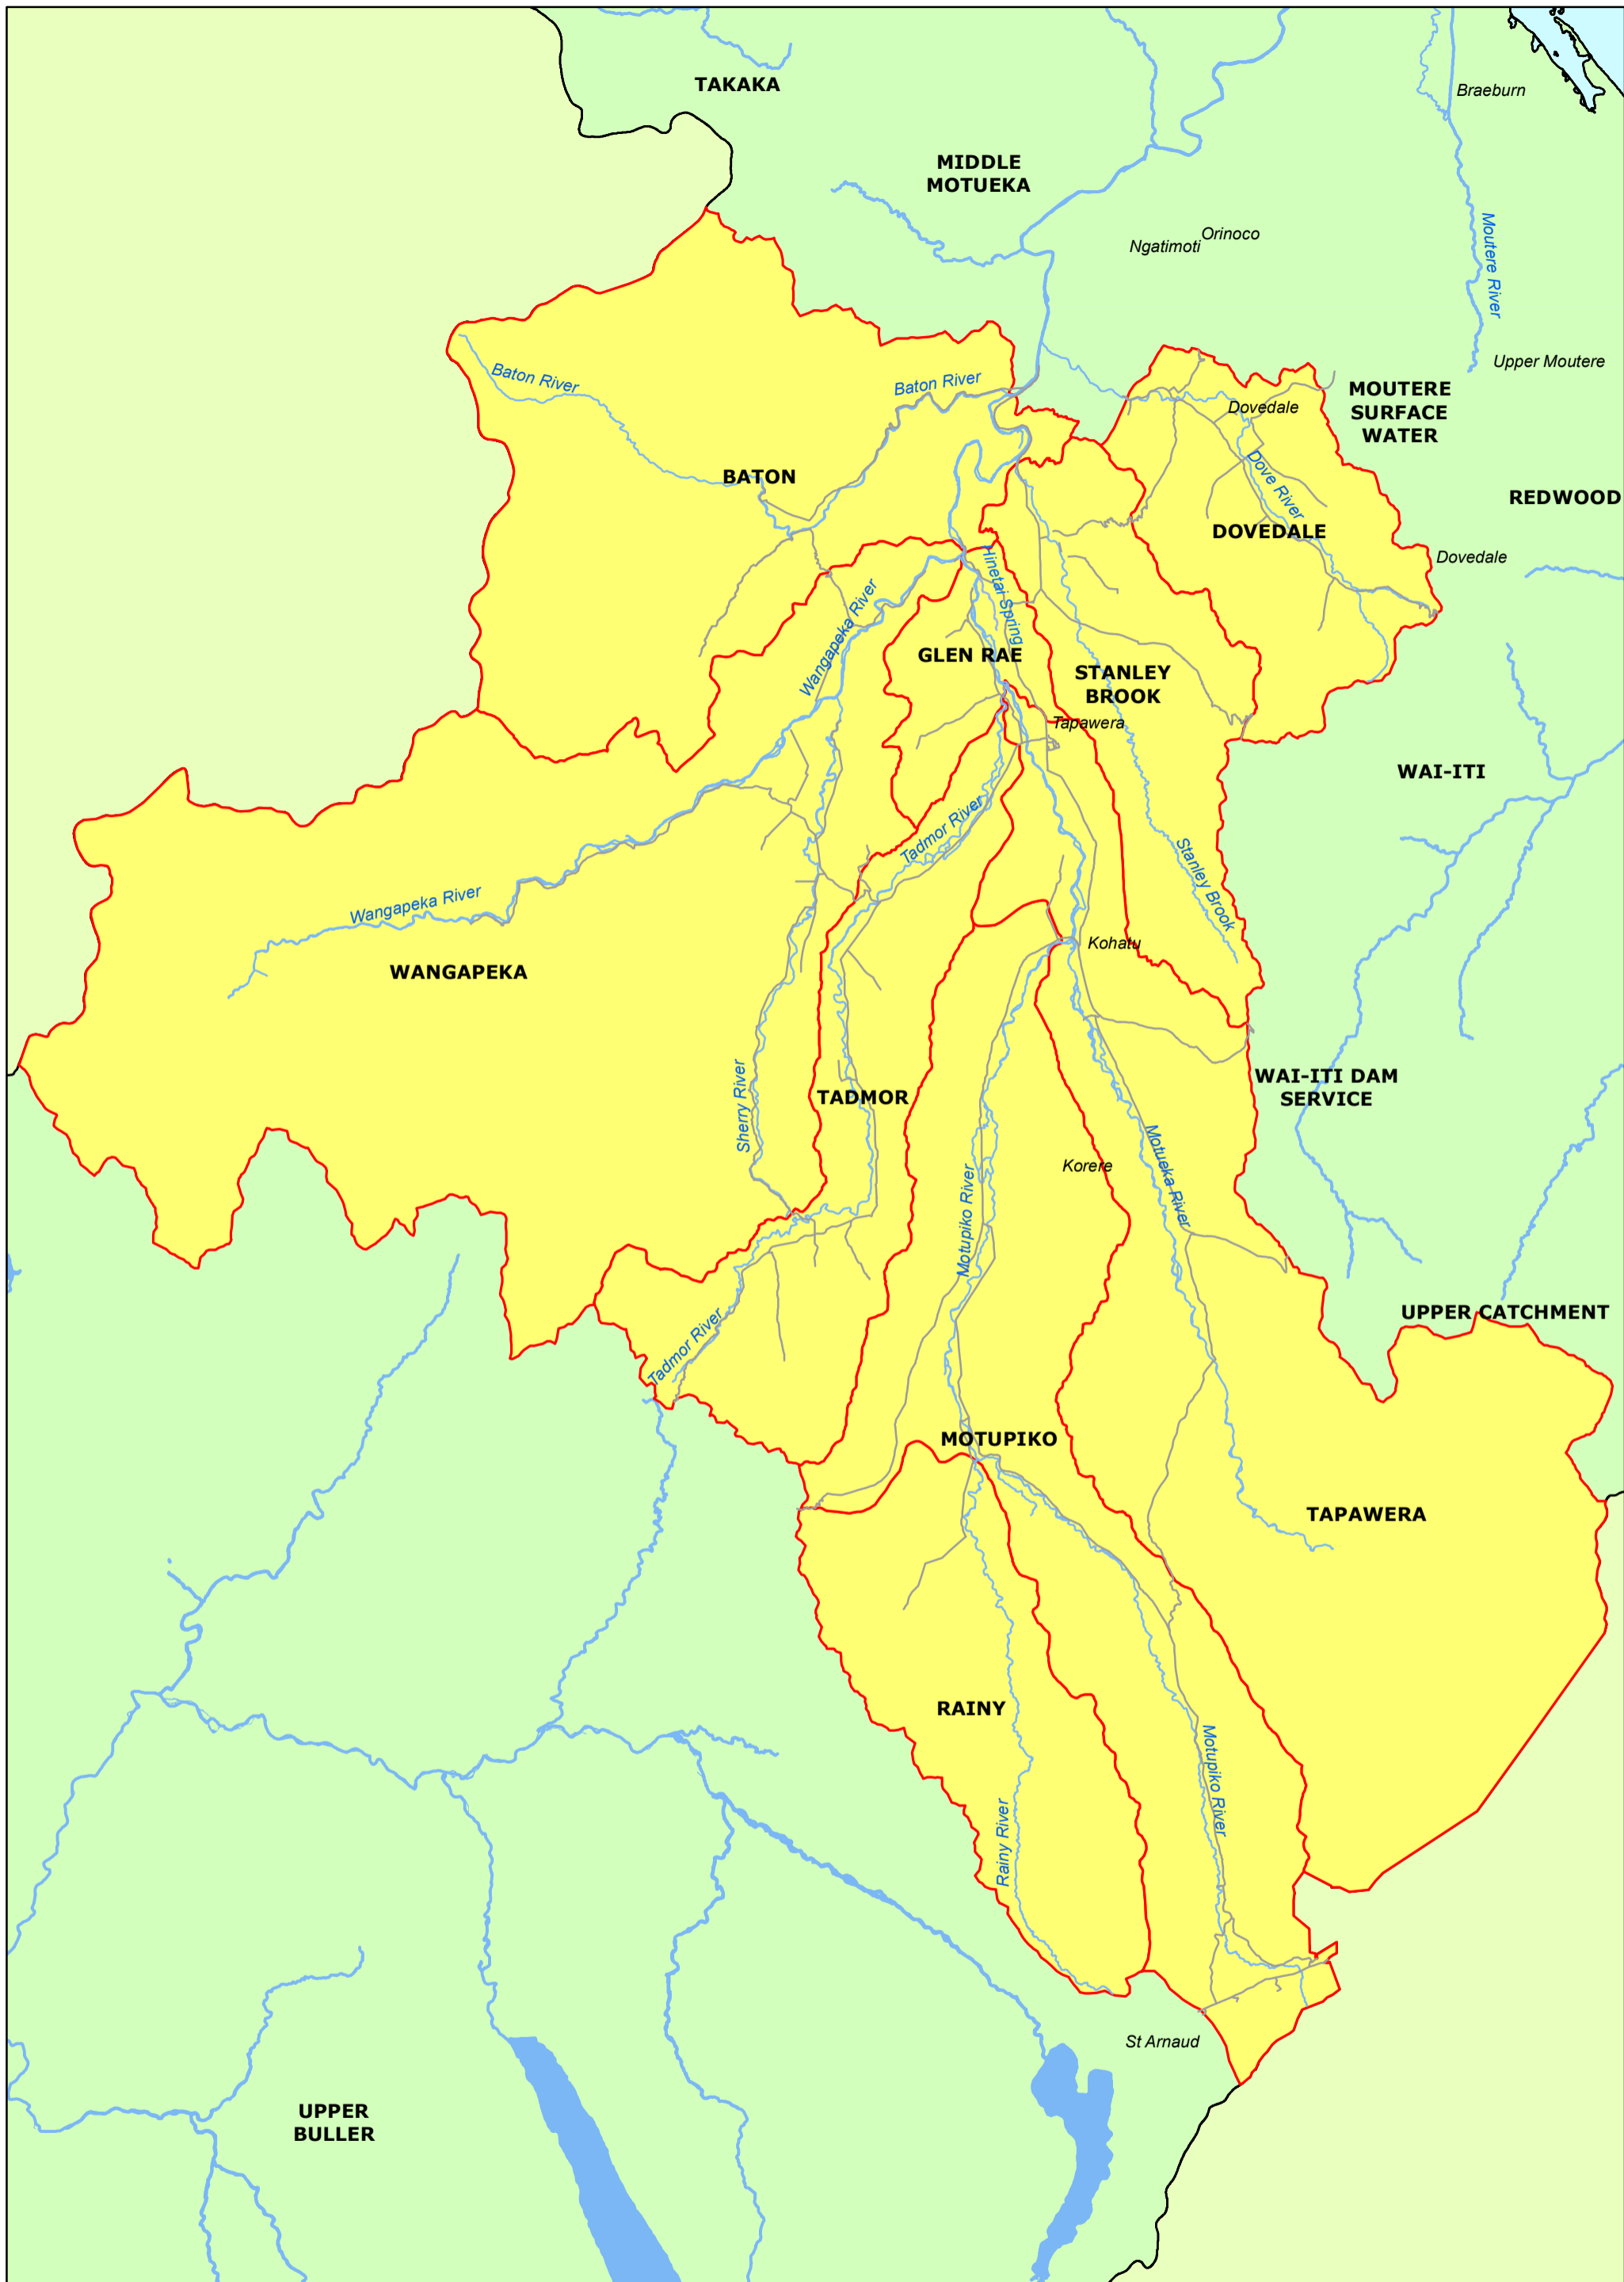 TAKAKA
Braeburn
MIDDLE
MOTUEKA
Orinoco
Ngatimoti
Moutere River
Upper Moutere
Baton River
Baton River
MOUTERE
SURFACE
WATER
Dovedale
BATON
Dove River
REDWOOD
DOVEDALE
Dovedale
Hinetai Spring
Wangapeka River
GLEN RAE
STANLEY
BROOK
Tapawera
WAI-ITI
Tadmor River
Stanley Brook
Wangapeka River
Kohatu
WANGAPEKA
WAI-ITI DAM
SERVICE
Sherry River
TADMOR
Motueka River
Korere
Motupiko River
UPPER CATCHMENT
Tadmor River
MOTUPIKO
TAPAWERA
RAINY
Motupiko River
Rainy River
St Arnaud
UPPER
BULLER